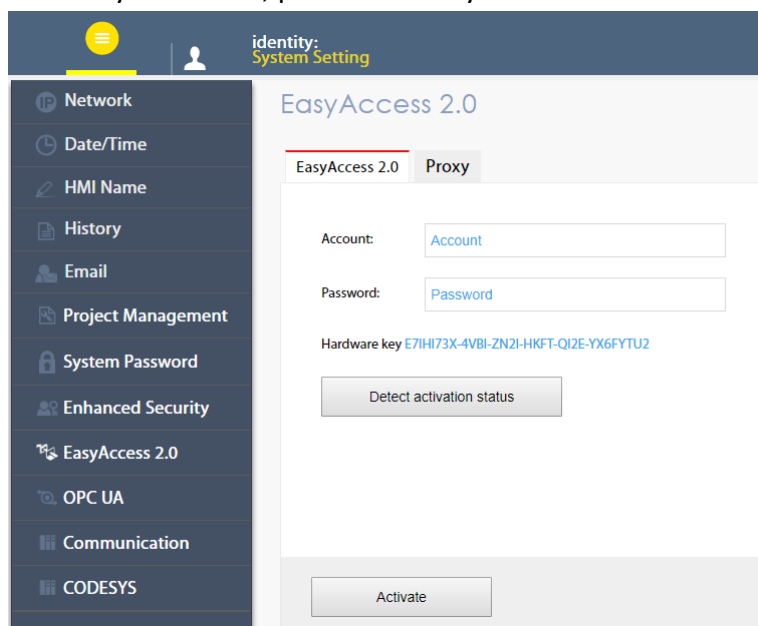 identity:
System Setting
Network
Date/Time
HMI Name
History
Email
Project Management
System Password
Enhanced Security
EasyAccess 2.0
OPC UA
Communication
CODESYS
EasyAccess 2.0
EasyAccess 2.0 Proxy
Account: Account
Password: Password
Hardware key E7IHI73X-4VBI-ZN2I-HKFT-QI2E-YX6FYTU2
Detect activation status
Activate